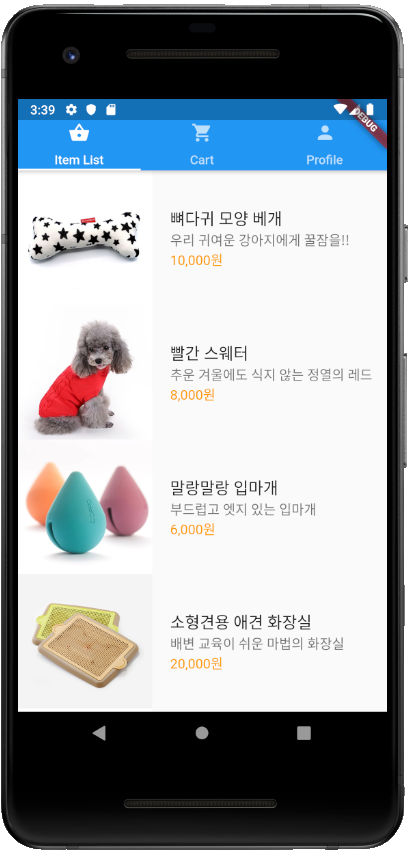 3:39
DEBUG
Item List
Cart
Profile
뼈다귀 모양 베개
우리 귀여운 강아지에게 꿀잠을!!
10,000원
빨간 스웨터
추운 겨울에도 식지 않는 정열의 레드
8,000원
말랑말랑 입마개
부드럽고 엣지 있는 입마개
6,000원
소형견용 애견 화장실
배변 교육이 쉬운 마법의 화장실
20,000원